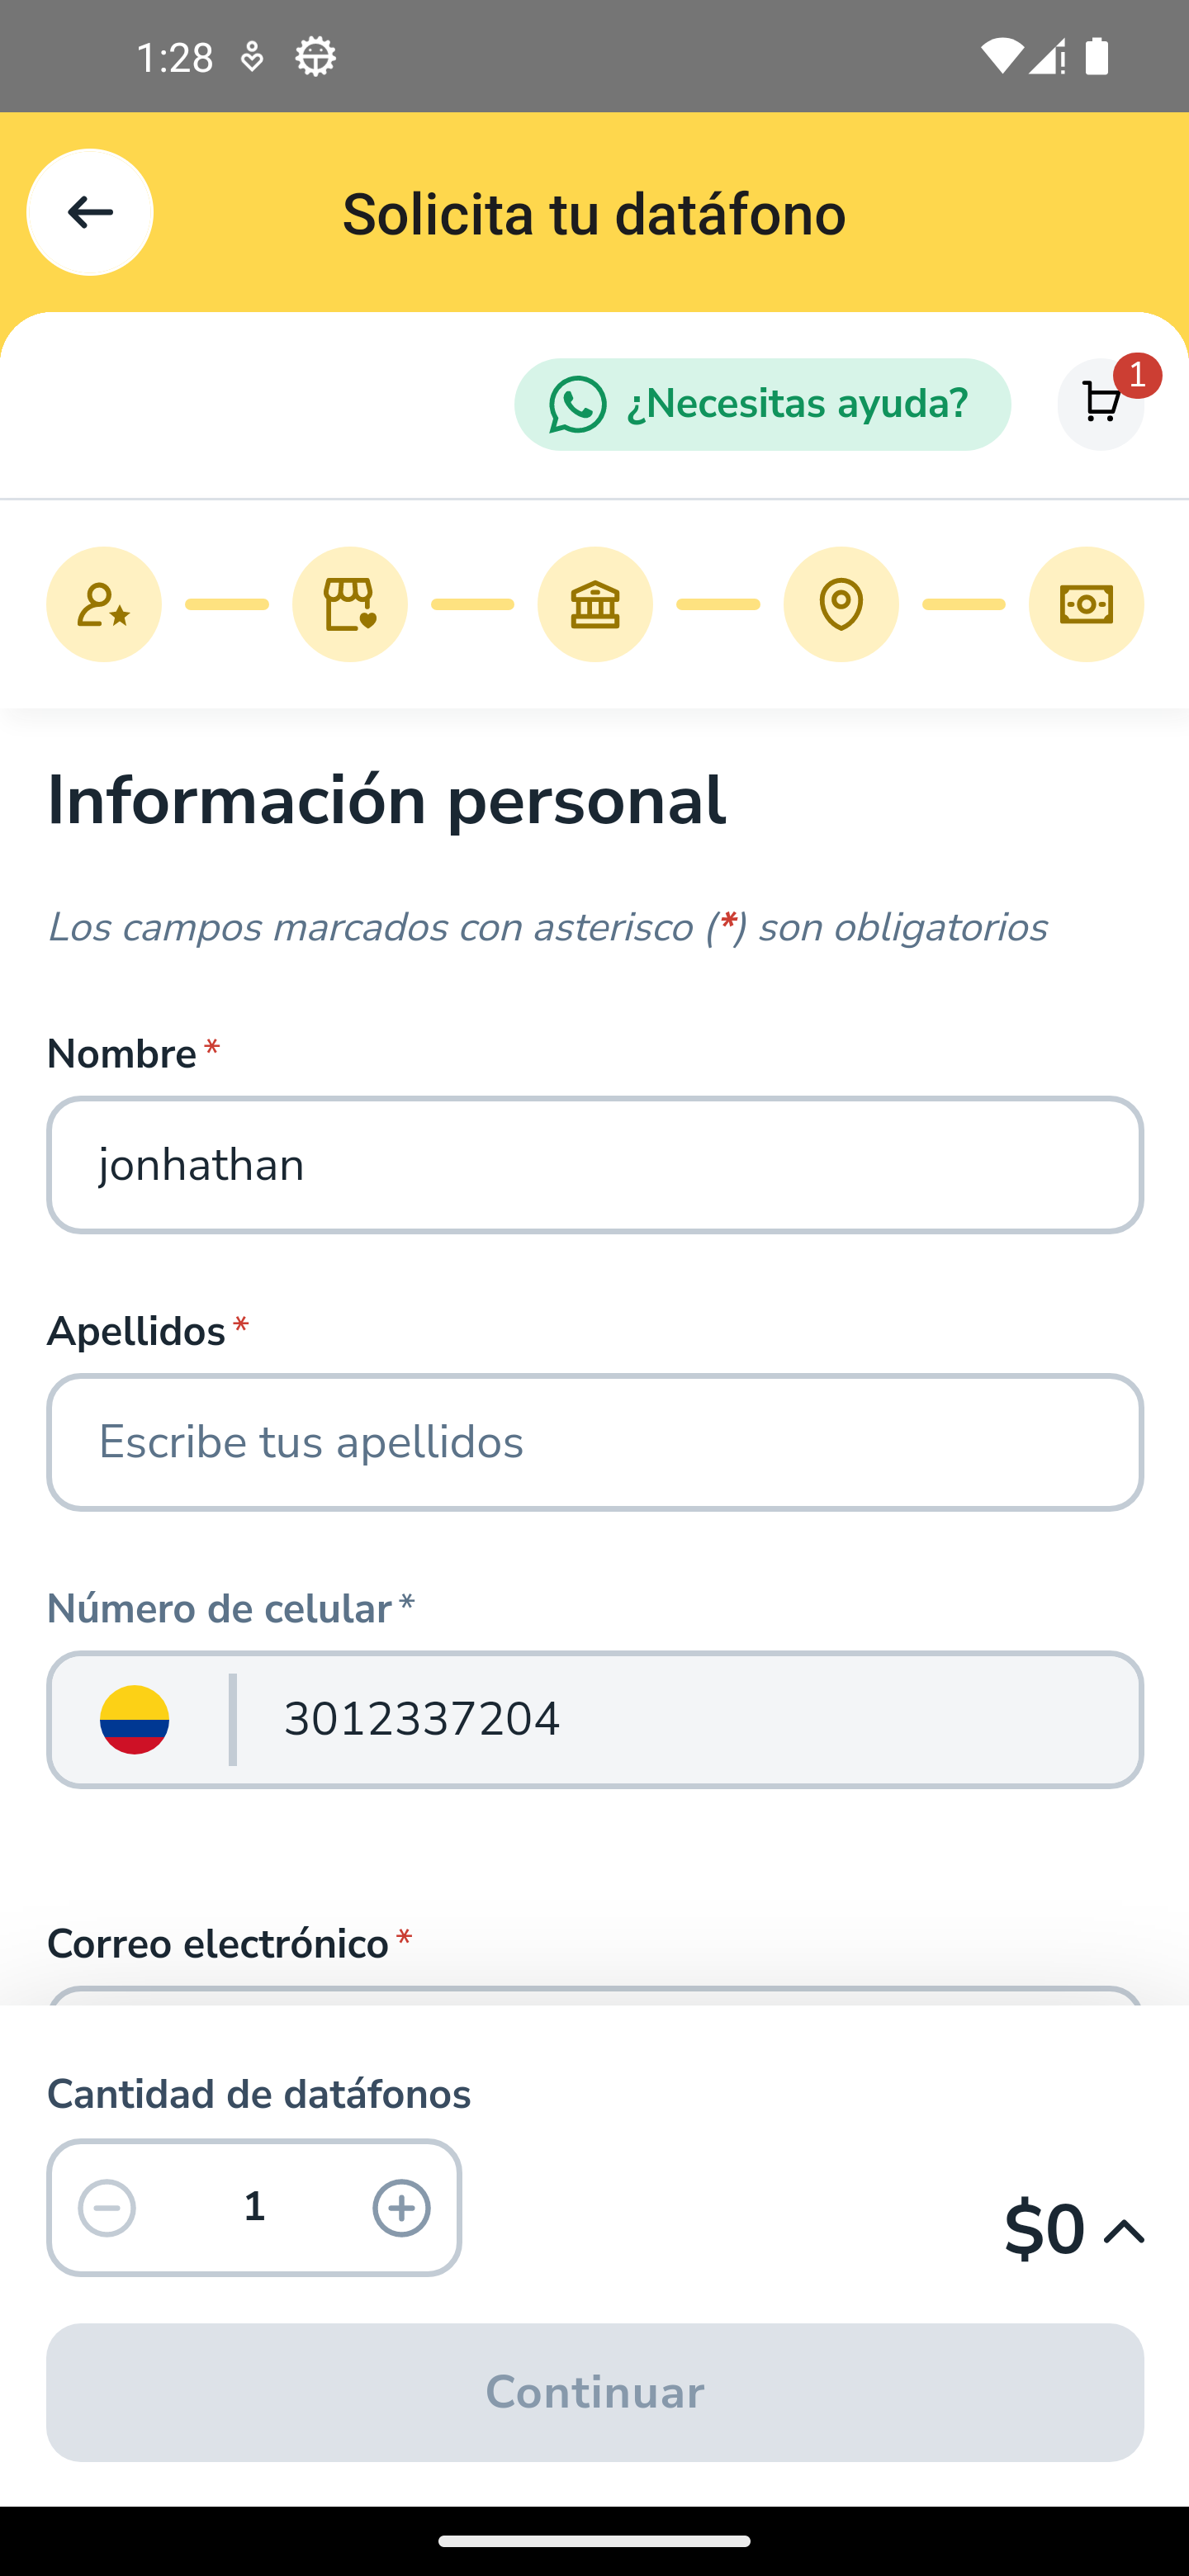 1:28
Solicita tu datáfono
¿Necesitas ayuda?
1
Información personal
Los campos marcados con asterisco (*) son obligatorios
Nombre *
jonhathan
Apellidos *
Escribe tus apellidos
Número de celular *
3012337204
Correo electrónico *
Cantidad de datáfonos
1
$0
Continuar